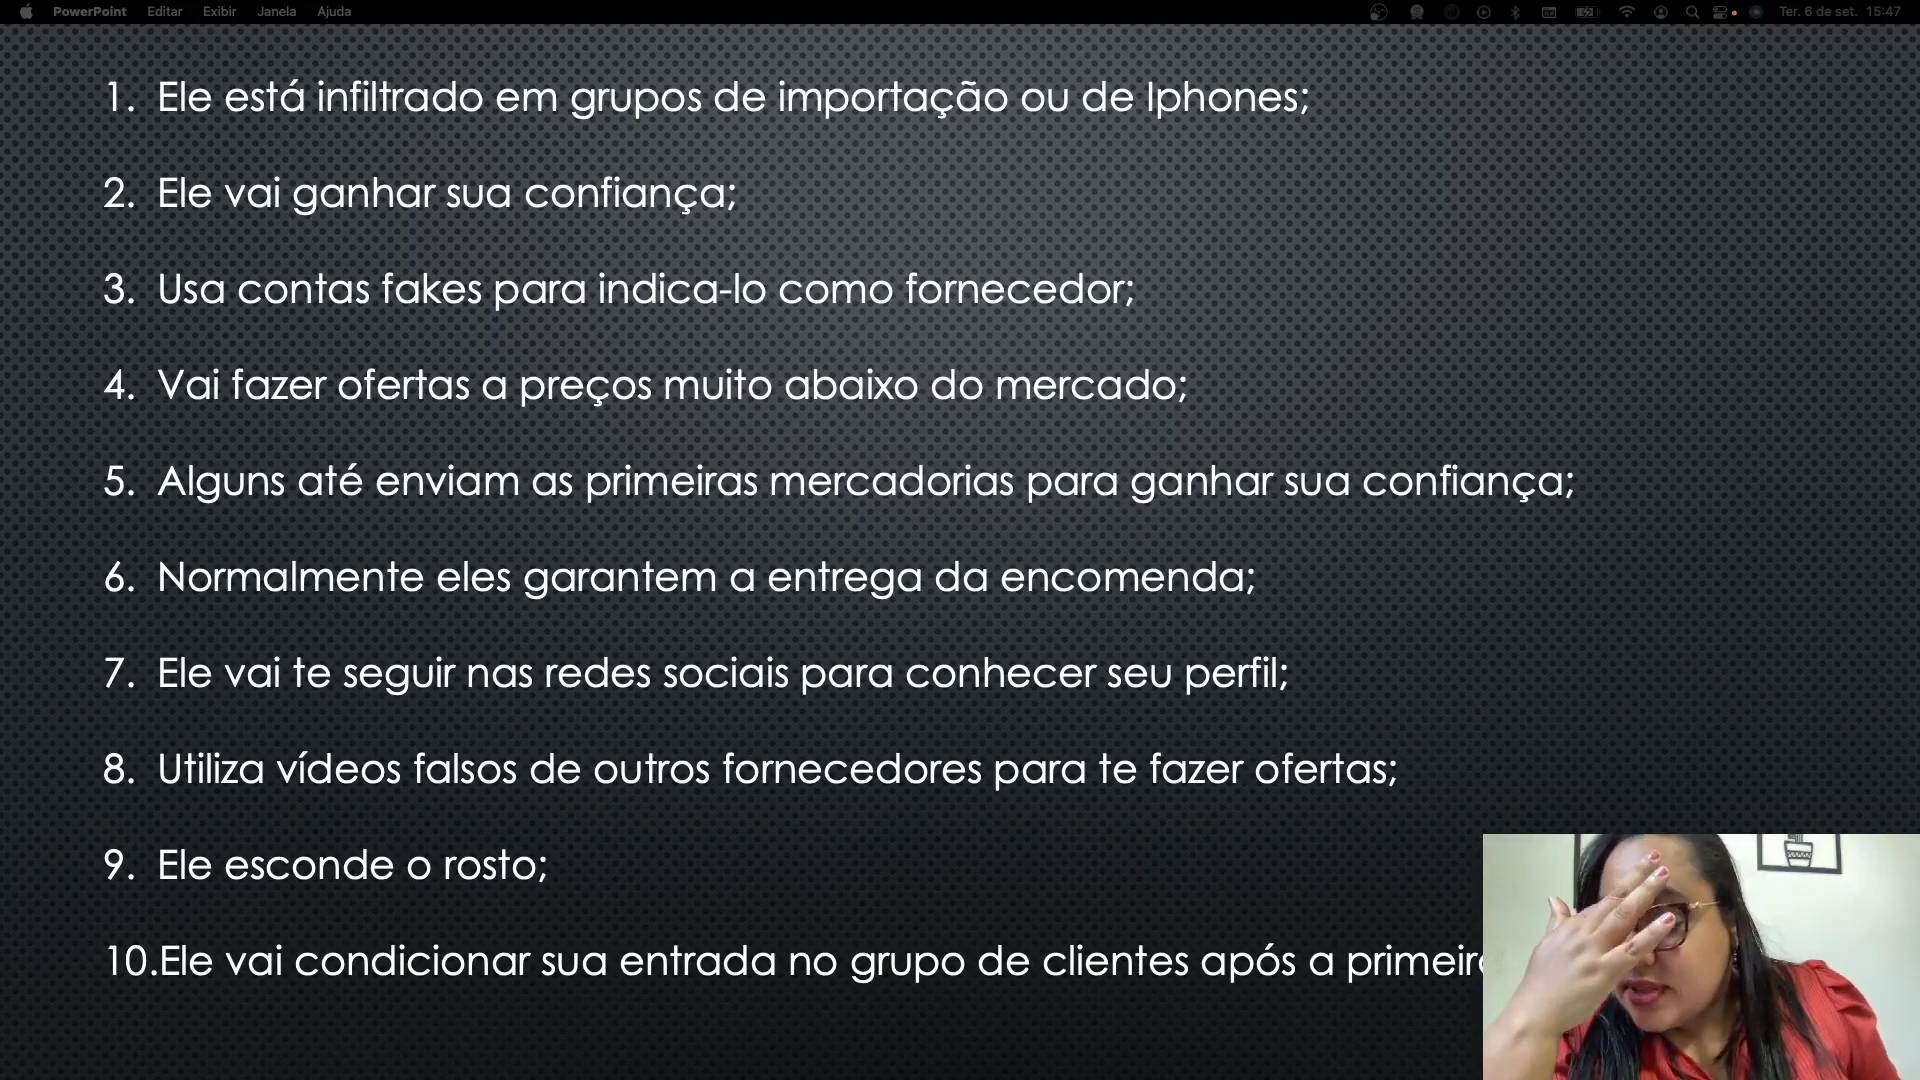 PowerPoint Editar Exibir Janela Ajuda Ter. 6 de set. 15:47
1. Ele está infiltrado em grupos de importação ou de Iphones;
2. Ele vai ganhar sua confiança;
3. Usa contas fakes para indica-lo como fornecedor;
4. Vai fazer ofertas a preços muito abaixo do mercado;
5. Alguns até enviam as primeiras mercadorias para ganhar sua confiança;
6. Normalmente eles garantem a entrega da encomenda;
7. Ele vai te seguir nas redes sociais para conhecer seu perfil;
8. Utiliza vídeos falsos de outros fornecedores para te fazer ofertas;
9. Ele esconde o rosto;
10.Ele vai condicionar sua entrada no grupo de clientes após a